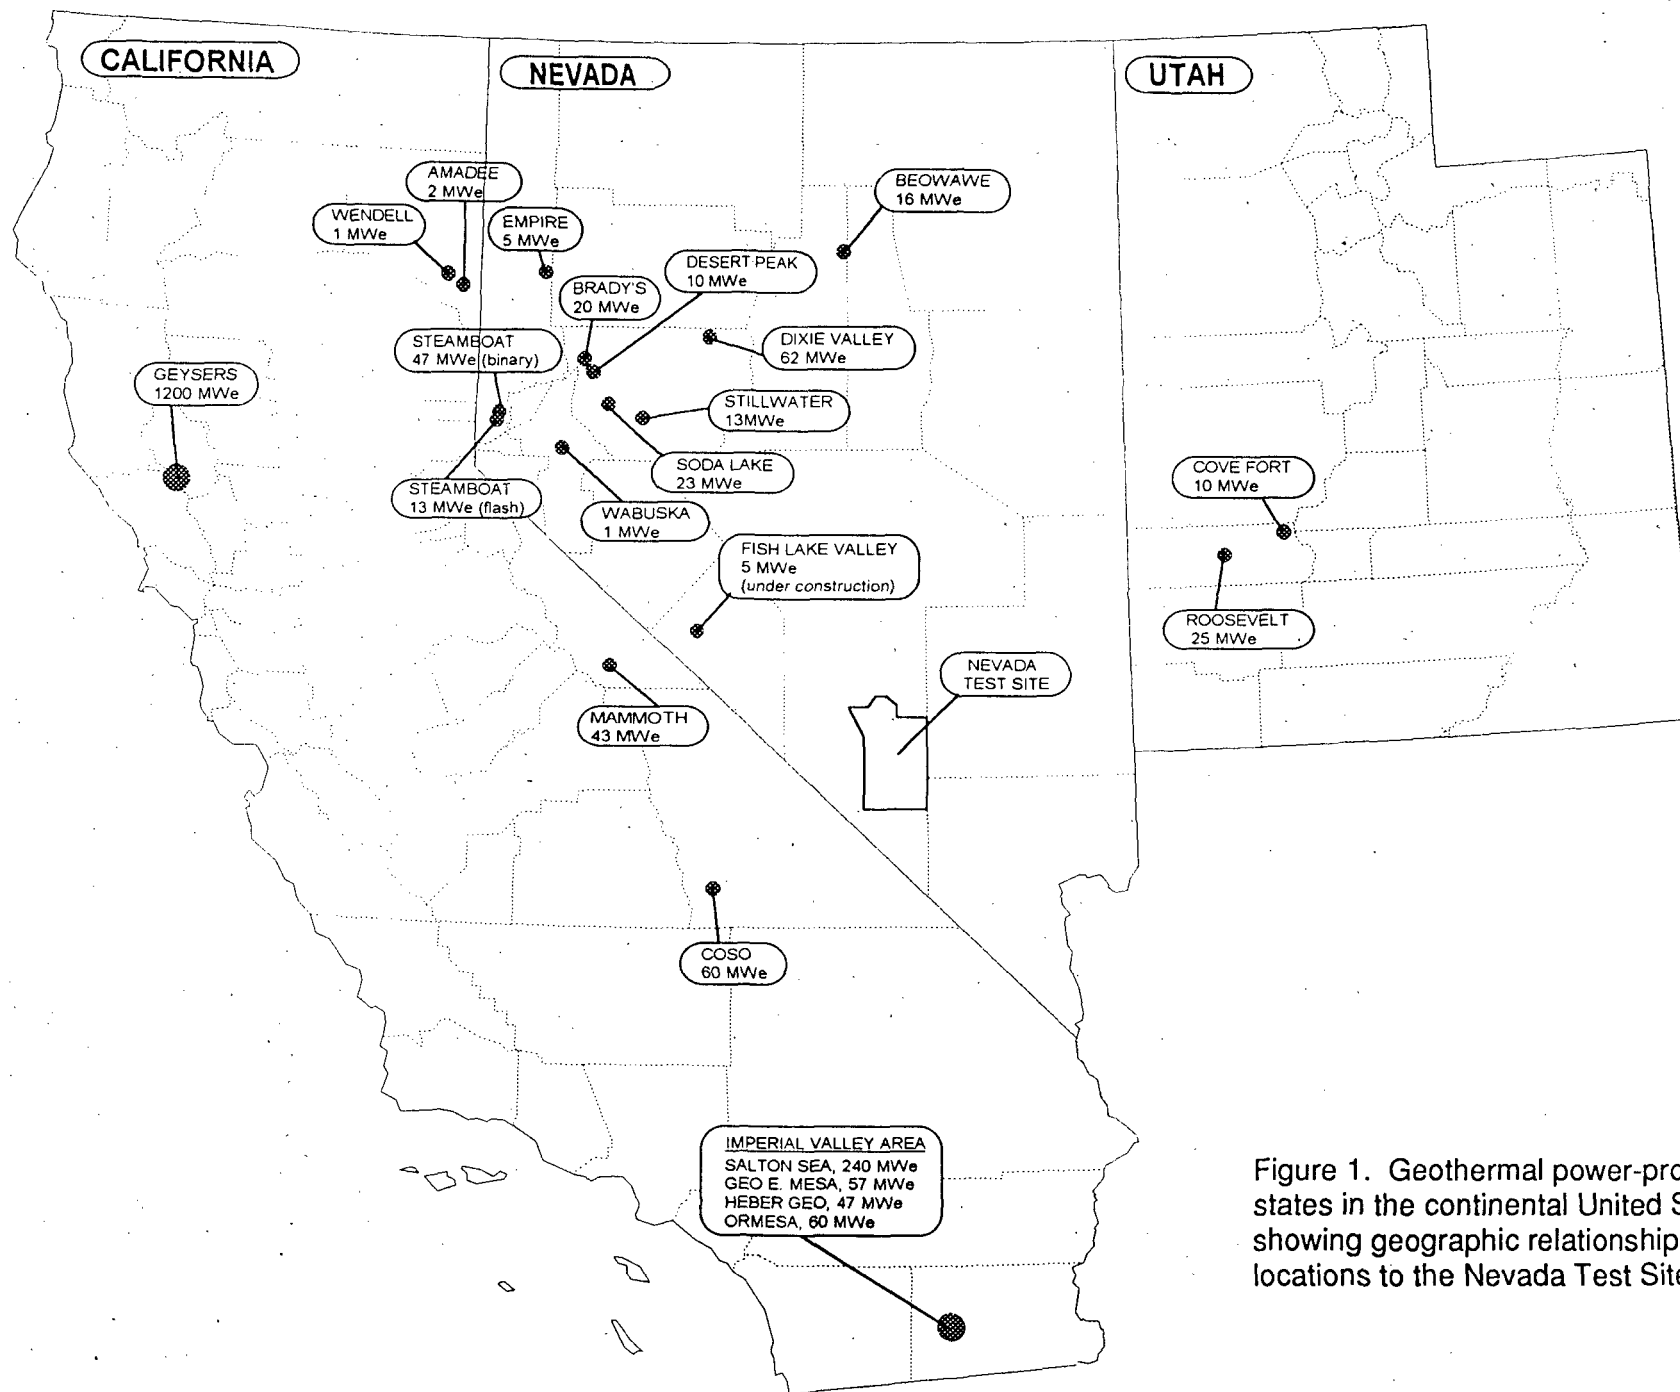 CALIFORNIA
NEVADA
UTAH
AMADEE
2 MWe
WENDELL
1 MWe
EMPIRE
5 MWe
BEOWAWE
16 MWe
DESERT PEAK
10 MWe
BRADY'S
20 MWe
STEAMBOAT
47 MWe (binary)
DIXIE VALLEY
62 MWe
GEYSERS
1200 MWe
STILLWATER
13MWe
SODA LAKE
23 MWe
STEAMBOAT
13 MWe (flash)
WABUSKA
1 MWe
COVE FORT
10 MWe
FISH LAKE VALLEY
5 MWe
(under construction)
ROOSEVELT
25 MWe
NEVADA
TEST SITE
MAMMOTH
43 MWe
COSO
60 MWe
IMPERIAL VALLEY AREA
SALTON SEA, 240 MWe
GEO E. MESA, 57 MWe
HEBER GEO, 47 MWe
ORMESA, 60 MWe
Figure 1. Geothermal power-pro
states in the continental United S
showing geographic relationship
locations to the Nevada Test Site